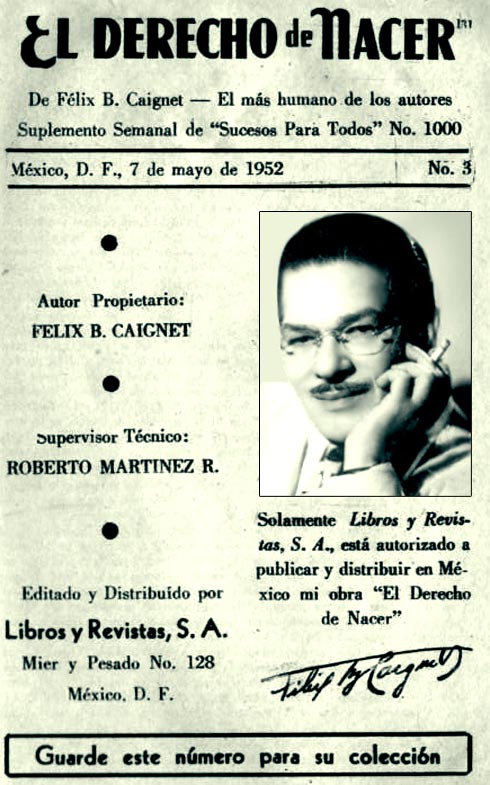 EL DERECHO de NACER
De Félix B. Caignet — El más humano de los autores
Suplemento Semanal de “Sucesos Para Todos” No. 1000
México, D. F., 7 de mayo de 1952 No. 3
Autor Propietario:
FELIX B. CAIGNET
Supervisor Técnico:
ROBERTO MARTINEZ R.
Editado y Distribuído por
Libros y Revistas, S. A.
Mier y Pesado No. 128
México, D. F.
Solamente Libros y Revis-
tas, S. A., está autorizado a
publicar y distribuir en Mé-
xico mi obra “El Derecho
de Nacer”
Félix B. Caignet
Guarde este número para su colección